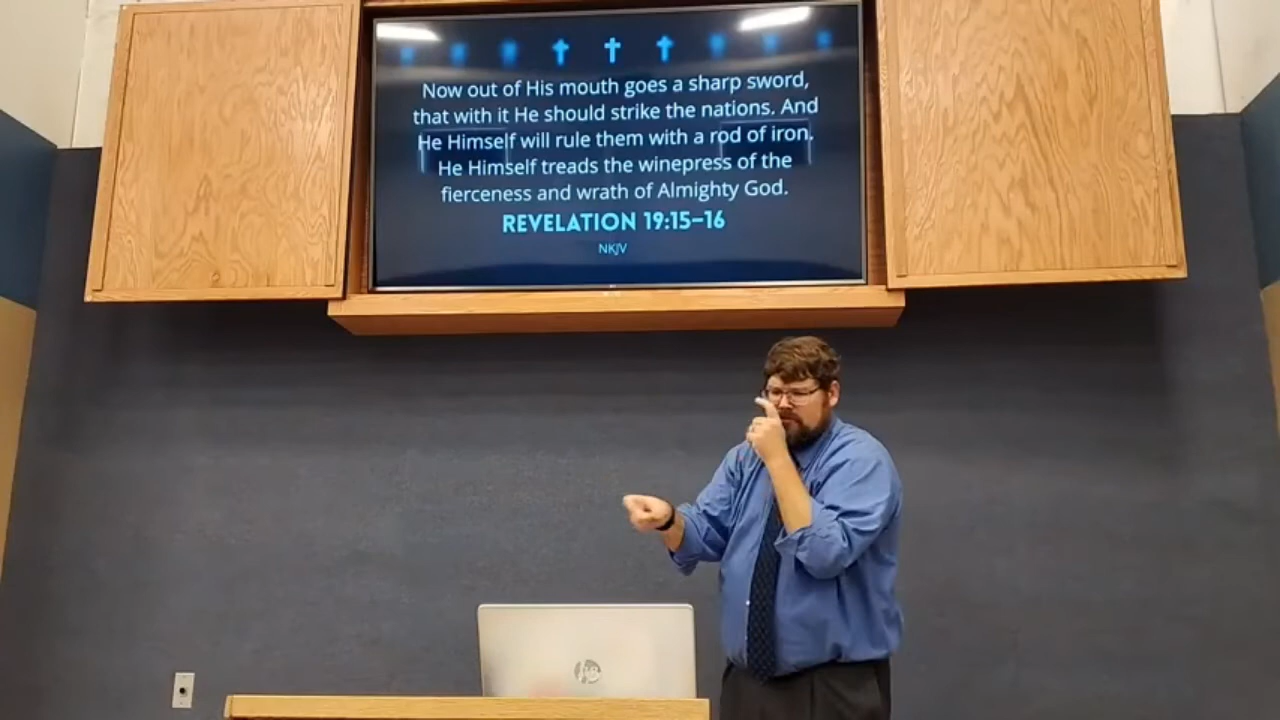 Now out of His mouth goes a sharp sword,
that with it He should strike the nations. And
He Himself will rule them with a rod of iron.
He Himself treads the winepress of the
fierceness and wrath of Almighty God.
REVELATION 19:15–16
NKJV
hp